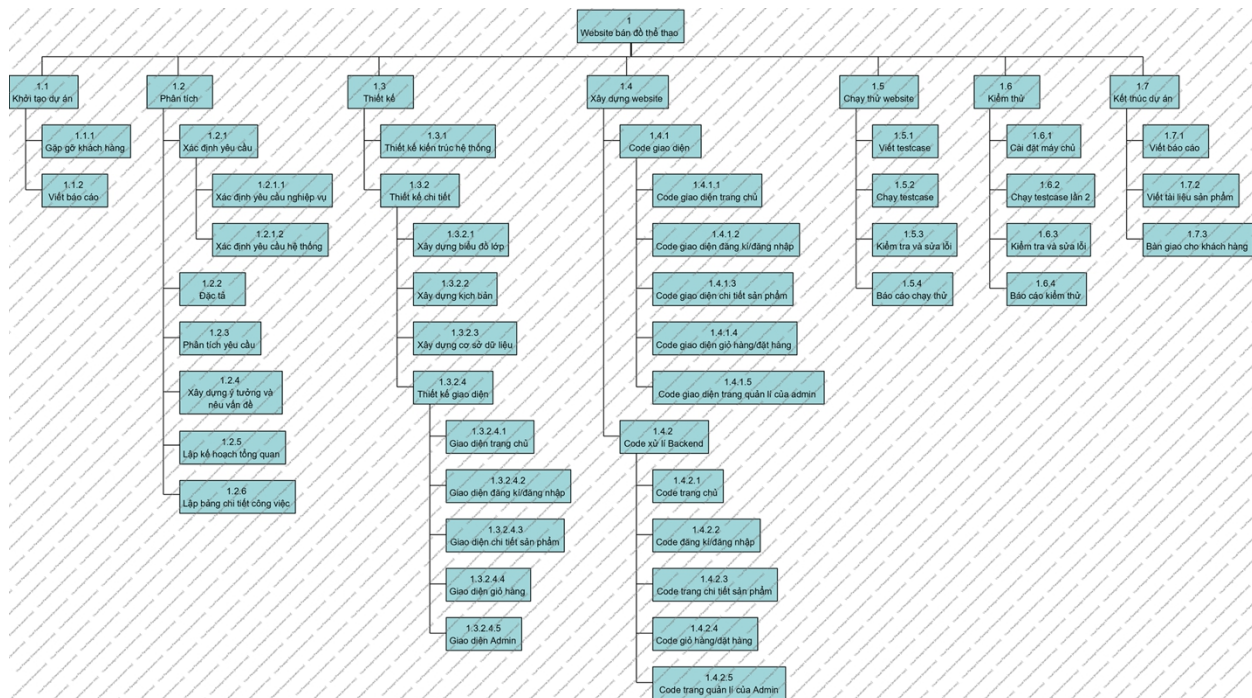 1
Website bán đồ thể thao
1.1
Khởi tạo dự án
1.1.1
Gặp gỡ khách hàng
1.1.2
Viết báo cáo
1.2
Phân tích
1.2.1
Xác định yêu cầu
1.2.1.1
Xác định yêu cầu nghiệp vụ
1.2.1.2
Xác định yêu cầu hệ thống
1.2.2
Đặc tả
1.2.3
Phân tích yêu cầu
1.2.4
Xây dựng ý tưởng và
nêu vấn đề
1.2.5
Lập kế hoạch tổng quan
1.2.6
Lập bảng chi tiết công việc
1.3
Thiết kế
1.3.1
Thiết kế kiến trúc hệ thống
1.3.2
Thiết kế chi tiết
1.3.2.1
Xây dựng biểu đồ lớp
1.3.2.2
Xây dựng kịch bản
1.3.2.3
Xây dựng cơ sở dữ liệu
1.3.2.4
Thiết kế giao diện
1.3.2.4.1
Giao diện trang chủ
1.3.2.4.2
Giao diện đăng kí/đăng nhập
1.3.2.4.3
Giao diện chi tiết sản phẩm
1.3.2.4.4
Giao diện giỏ hàng
1.3.2.4.5
Giao diện Admin
1.4
Xây dựng website
1.4.1
Code giao diện
1.4.1.1
Code giao diện trang chủ
1.4.1.2
Code giao diện đăng kí/đăng nhập
1.4.1.3
Code giao diện chi tiết sản phẩm
1.4.1.4
Code giao diện giỏ hàng/đặt hàng
1.4.1.5
Code giao diện trang quản lí của admin
1.4.2
Code xử lí Backend
1.4.2.1
Code trang chủ
1.4.2.2
Code đăng kí/đăng nhập
1.4.2.3
Code trang chi tiết sản phẩm
1.4.2.4
Code giỏ hàng/đặt hàng
1.4.2.5
Code trang quản lí của Admin
1.5
Chạy thử website
1.5.1
Viết testcase
1.5.2
Chạy testcase
1.5.3
Kiểm tra và sửa lỗi
1.5.4
Báo cáo chạy thử
1.6
Kiểm thử
1.6.1
Cài đặt máy chủ
1.6.2
Chạy testcase lần 2
1.6.3
Kiểm tra và sửa lỗi
1.6.4
Báo cáo kiểm thử
1.7
Kết thúc dự án
1.7.1
Viết báo cáo
1.7.2
Viết tài liệu sản phẩm
1.7.3
Bàn giao cho khách hàng